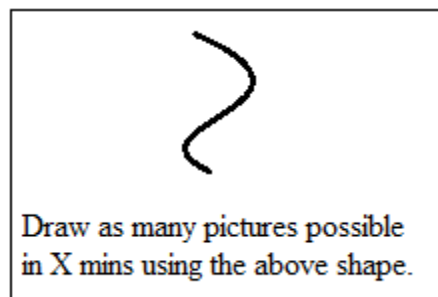 Draw as many pictures possible
in X mins using the above shape.